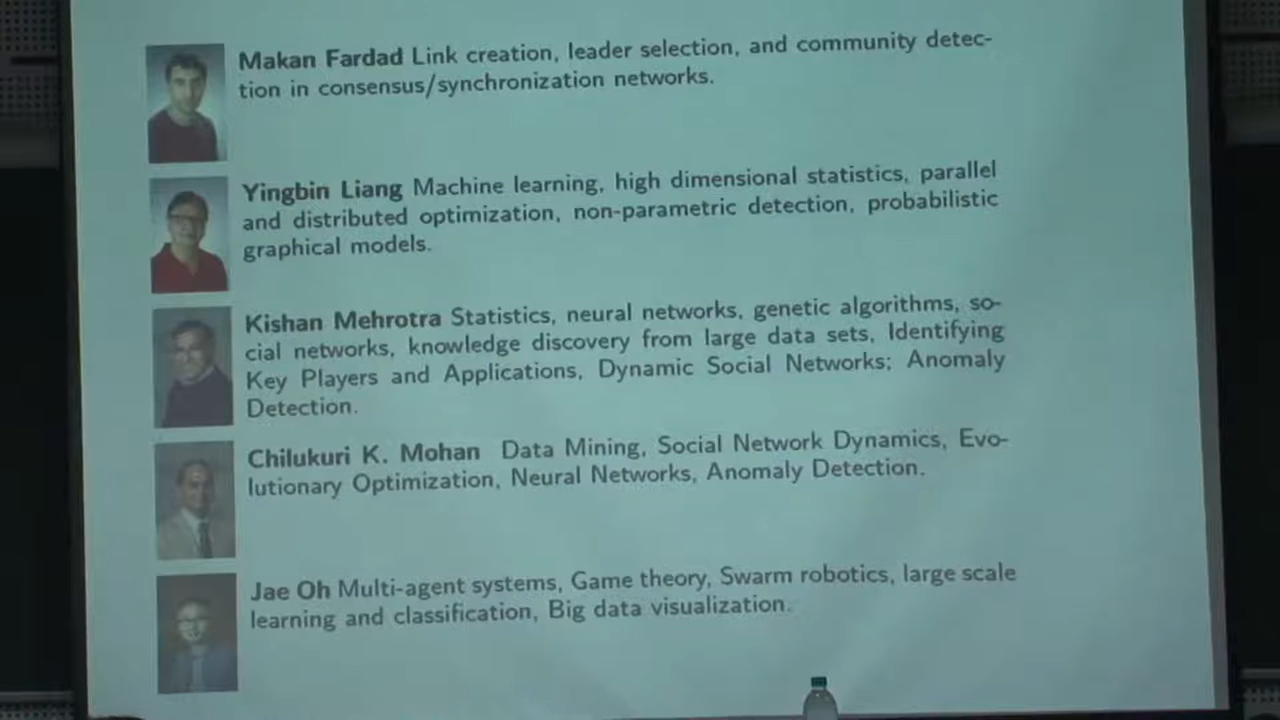 Makan Fardad Link creation, leader selection, and community detec-
tion in consensus/synchronization networks.
Yingbin Liang Machine learning, high dimensional statistics, parallel
and distributed optimization, non-parametric detection, probabilistic
graphical models.
Kishan Mehrotra Statistics, neural networks, genetic algorithms, so-
cial networks, knowledge discovery from large data sets, Identifying
Key Players and Applications, Dynamic Social Networks; Anomaly
Detection.
Chilukuri K. Mohan Data Mining, Social Network Dynamics, Evo-
lutionary Optimization, Neural Networks, Anomaly Detection.
Jae Oh Multi-agent systems, Game theory, Swarm robotics, large scale
learning and classification, Big data visualization.